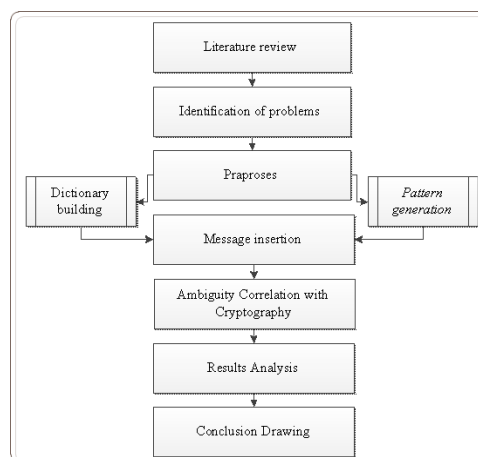 Literature review
Identification of problems
Praproses
Dictionary
building
Pattern
generation
Message insertion
Ambiguity Correlation with
Cryptography
Results Analysis
Conclusion Drawing